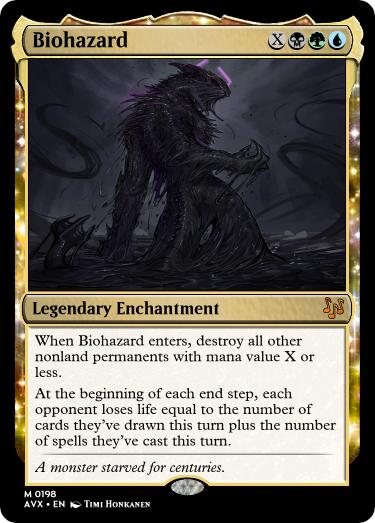 Biohazard X
Legendary Enchantment
When Biohazard enters, destroy all other
nonland permanents with mana value X or
less.
At the beginning of each end step, each
opponent loses life equal to the number of
cards they've drawn this turn plus the number
of spells they've cast this turn.
A monster starved for centuries.
M 0198
AVX • EN Timi Honkanen